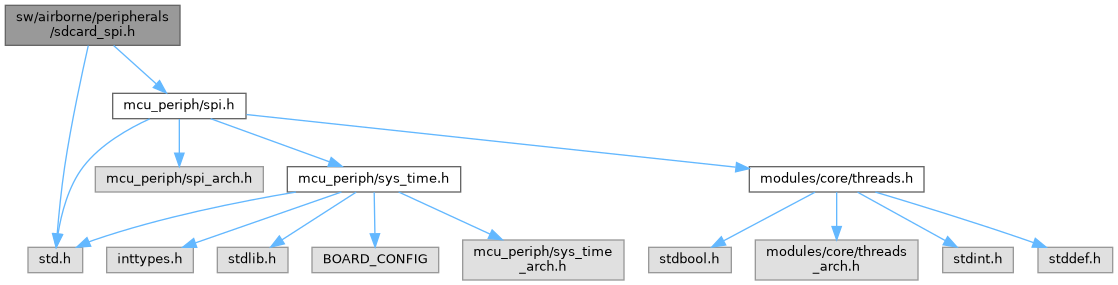 sw/airborne/peripherals
/sdcard_spi.h
mcu_periph/spi.h
mcu_periph/spi_arch.h
mcu_periph/sys_time.h
modules/core/threads.h
std.h
inttypes.h
stdlib.h
BOARD_CONFIG
mcu_periph/sys_time
_arch.h
stdbool.h
modules/core/threads
_arch.h
stdint.h
stddef.h